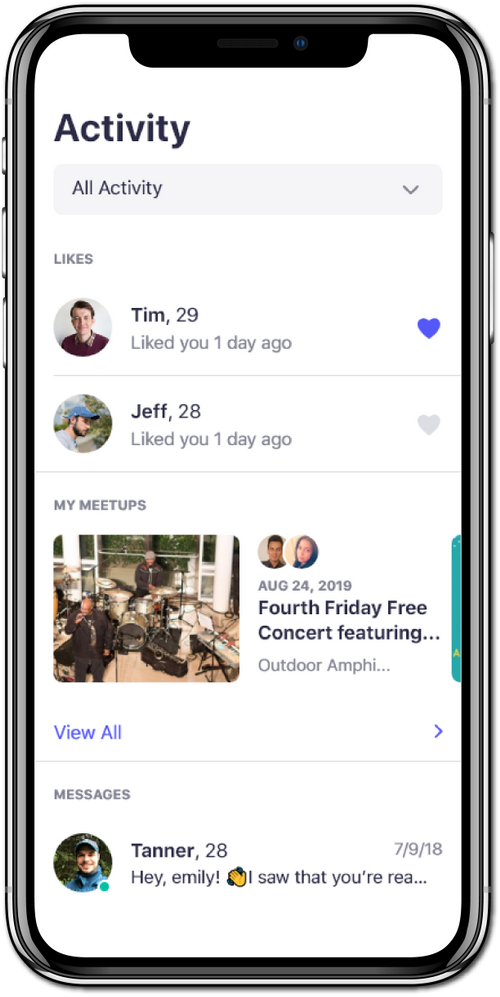 Activity
All Activity
LIKES
Tim, 29
Liked you 1 day ago
Jeff, 28
Liked you 1 day ago
MY MEETUPS
AUG 24, 2019
Fourth Friday Free
Concert featuring...
Outdoor Amphi...
A
View All
MESSAGES
Tanner, 28
7/9/18
Hey, emily! 👋I saw that you’re rea...